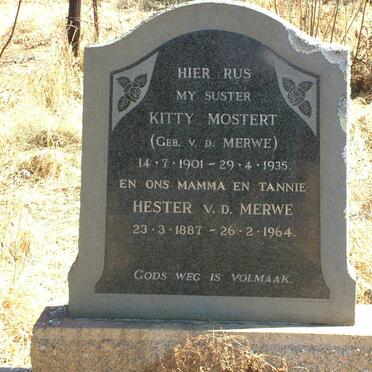 HIER RUS
MY SUSTER
KITTY MOSTERT
(GEB. V. D. MERWE)
14·7·1901 – 29·4·1935.
EN ONS MAMMA EN TANNIE
HESTER V. D. MERWE
23·3·1887 – 26·2·1964.
GODS WEG IS VOLMAAK.